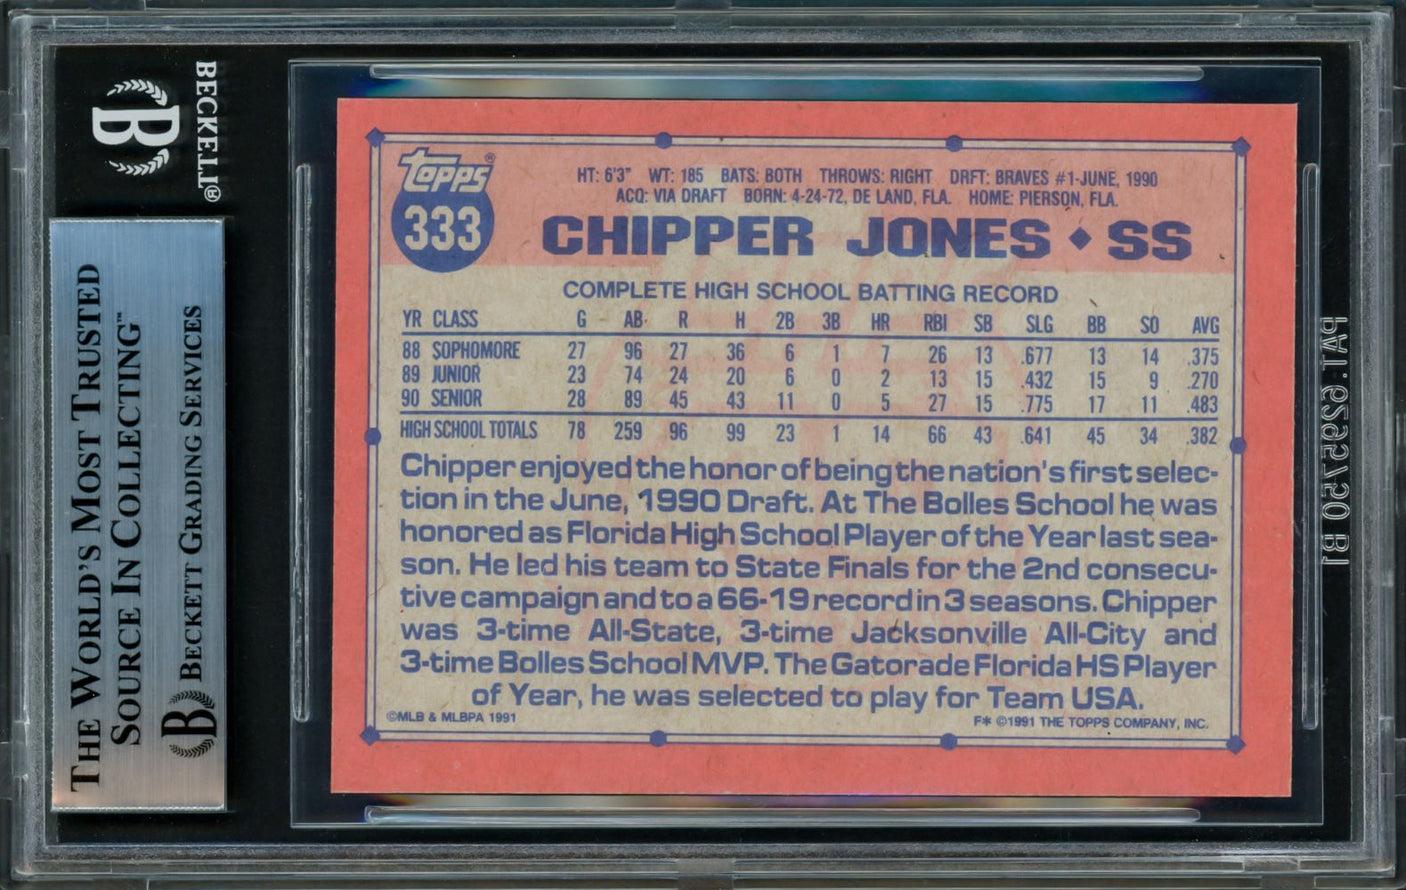 BECKETT®
B
THE WORLD'S MOST TRUSTED
SOURCE IN COLLECTING™
B BECKETT GRADING SERVICES
Topps®
333
HT: 6'3" WT: 185 BATS: BOTH THROWS: RIGHT DRFT: BRAVES #1-JUNE, 1990
ACQ: VIA DRAFT BORN: 4-24-72, DE LAND, FLA. HOME: PIERSON, FLA.
CHIPPER JONES ♦ SS
COMPLETE HIGH SCHOOL BATTING RECORD
YR CLASS G AB R H 2B 3B HR RBI SB SLG BB SO AVG
88 SOPHOMORE 27 96 27 36 6 1 7 26 13 .677 13 14 .375
89 JUNIOR 23 74 24 20 6 0 2 13 15 .432 15 9 .270
90 SENIOR 28 89 45 43 11 0 5 27 15 .775 17 11 .483
HIGH SCHOOL TOTALS 78 259 96 99 23 1 14 66 43 .641 45 34 .382
Chipper enjoyed the honor of being the nation's first selec-
tion in the June, 1990 Draft. At The Bolles School he was
honored as Florida High School Player of the Year last sea-
son. He led his team to State Finals for the 2nd consecu-
tive campaign and to a 66-19 record in 3 seasons. Chipper
was 3-time All-State, 3-time Jacksonville All-City and
3-time Bolles School MVP. The Gatorade Florida HS Player
of Year, he was selected to play for Team USA.
©MLB & MLBPA 1991
F* ©1991 THE TOPPS COMPANY, INC.